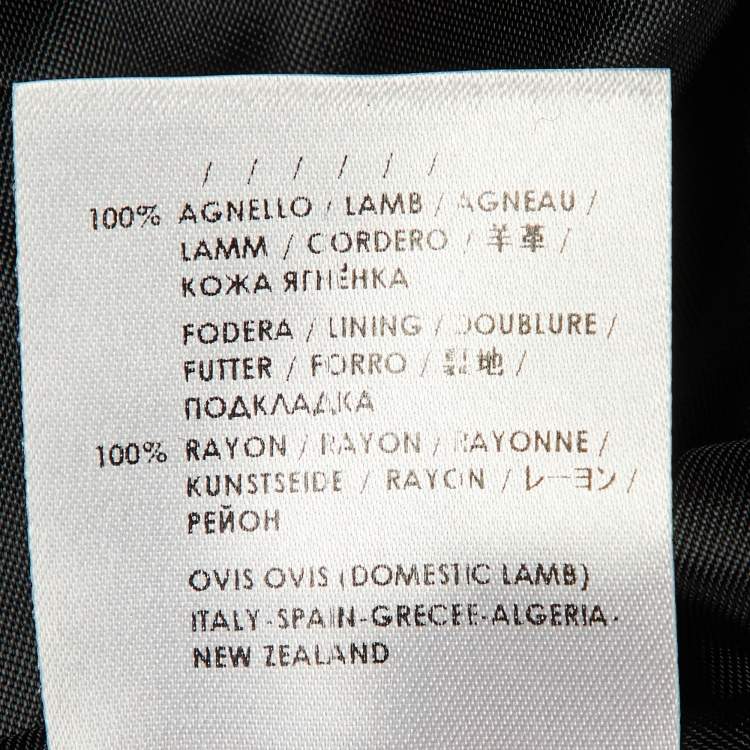 / / / / / /
100% AGNELLO / LAMB / AGNEAU /
LAMM / CORDERO / 羊革 /
КОЖА ЯГНЁНКА
FODERA / LINING / DOUBLURE /
FUTTER / FORRO / 裏地 /
ПОДКЛАДКА
100% RAYON / RAYON / RAYONNE /
KUNSTSEIDE / RAYON / レーヨン /
РЕЙОН
OVIS OVIS (DOMESTIC LAMB)
ITALY-SPAIN-GRECEE-ALGERIA-
NEW ZEALAND